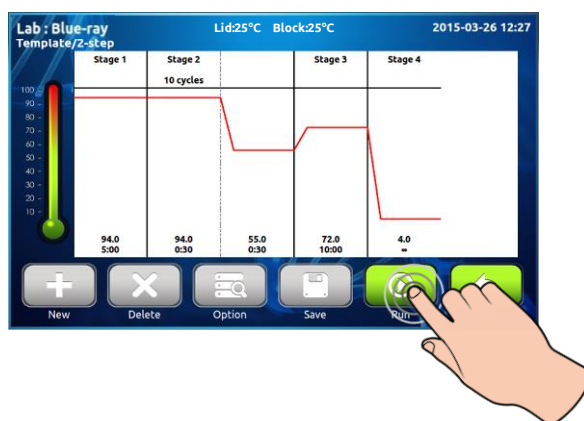 Lab : Blue-ray Lid:25°C Block:25°C 2015-03-26 12:27
Template/2-step
Stage 1 Stage 2 Stage 3 Stage 4
10 cycles
100
90
80
70
60
50
40
30
20
10
94.0 94.0 55.0 72.0 4.0
5:00 0:30 0:30 10:00 ∞
New Delete Option Save Run